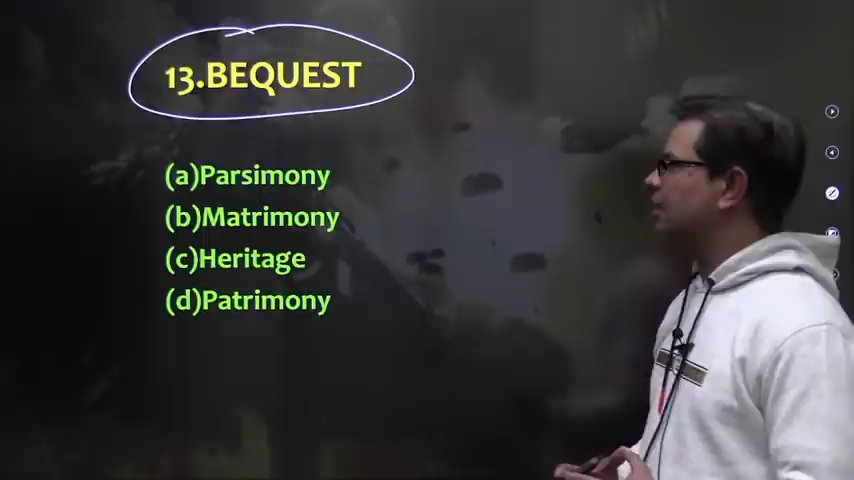 13.BEQUEST
(a)Parsimony
(b)Matrimony
(c)Heritage
(d)Patrimony